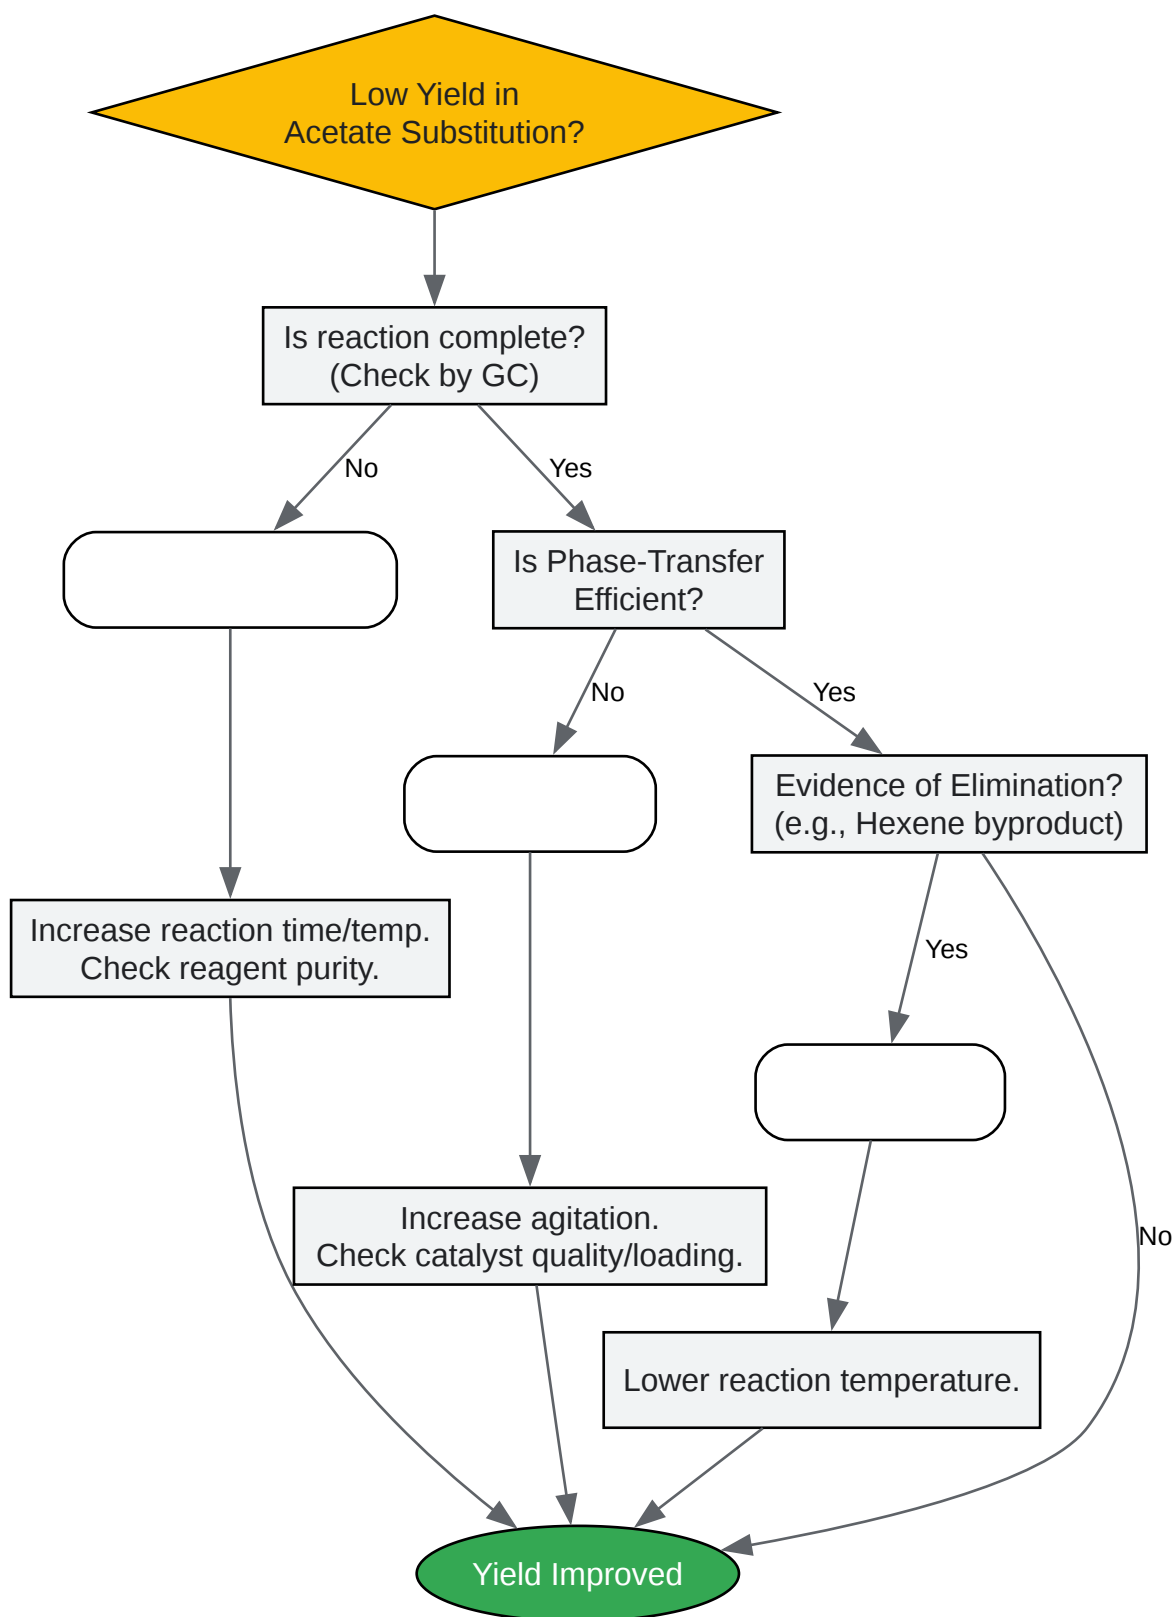 Low Yield in
Acetate Substitution?
Is reaction complete?
(Check by GC)
No
Yes
Is Phase-Transfer
Efficient?
No
Yes
Evidence of Elimination?
(e.g., Hexene byproduct)
Increase reaction time/temp.
Check reagent purity.
Yes
Increase agitation.
Check catalyst quality/loading.
No
Lower reaction temperature.
Yield Improved